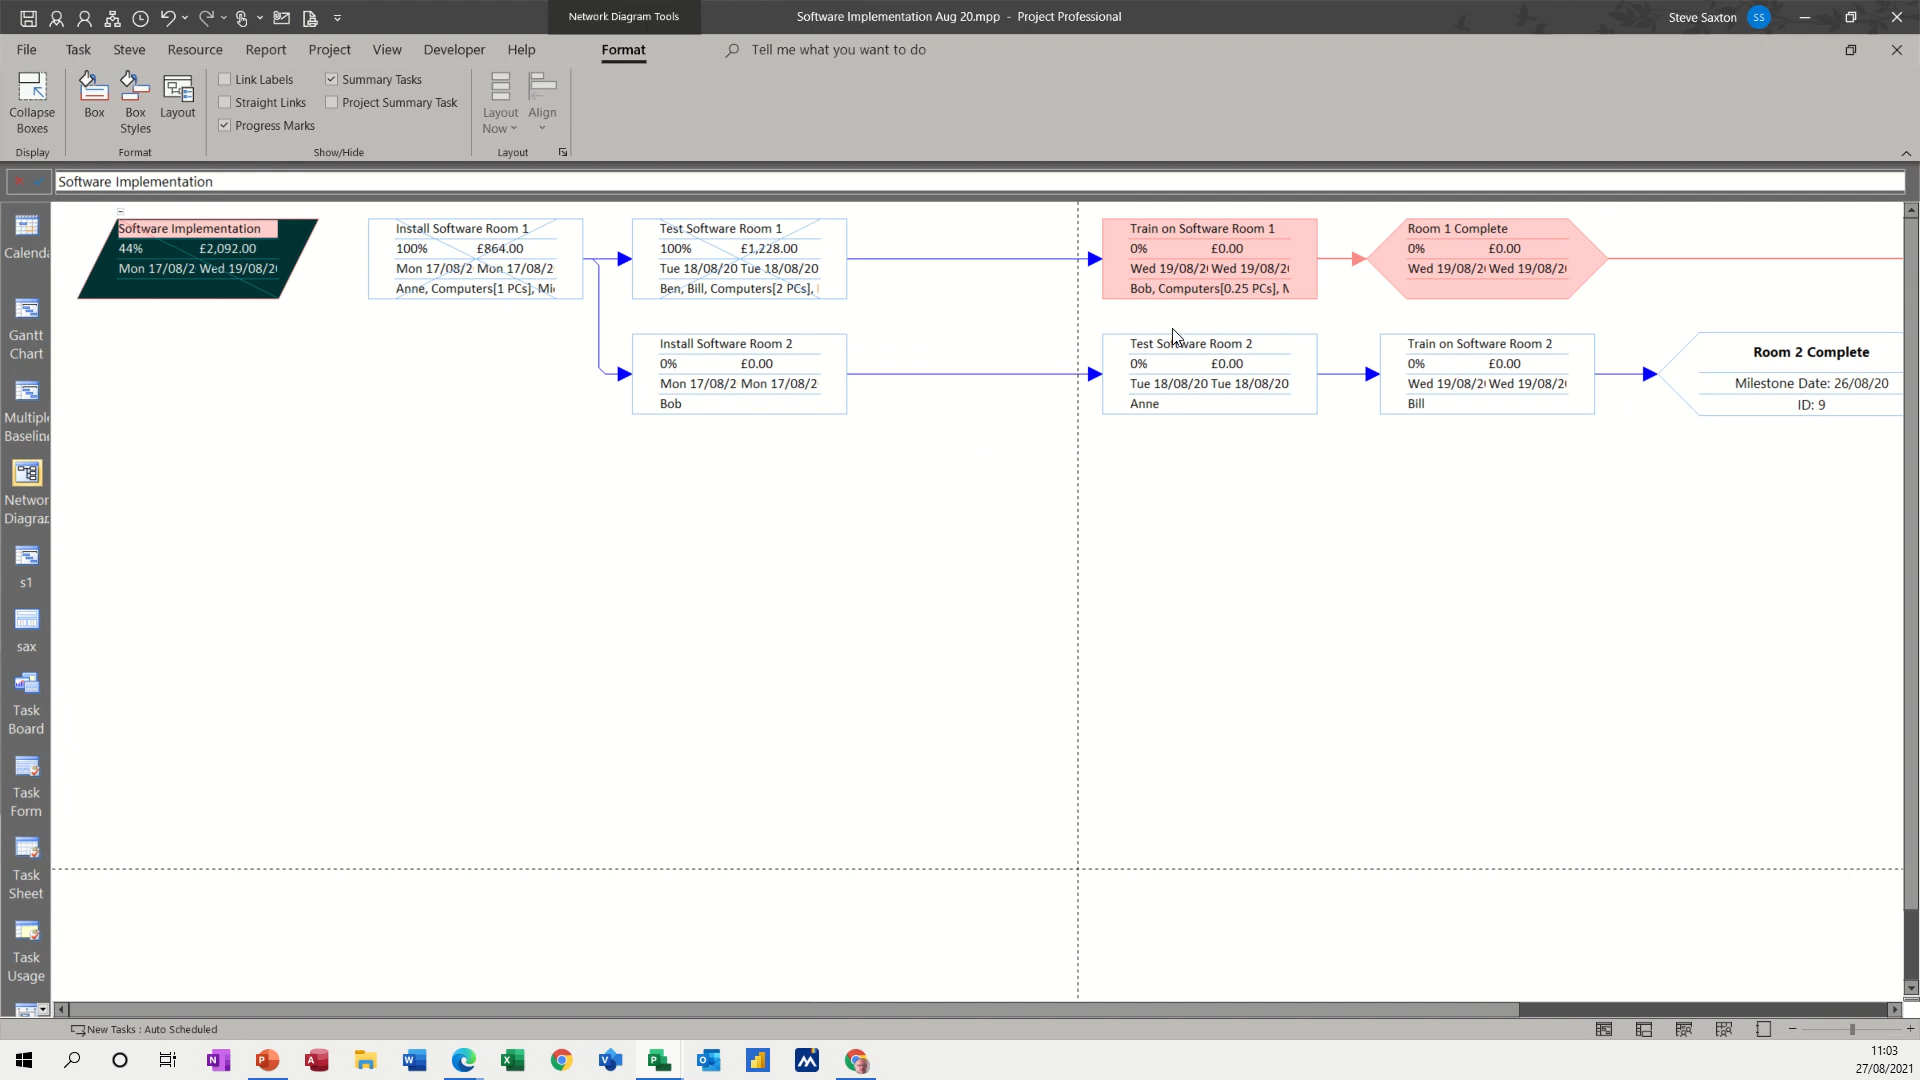 Network Diagram Tools
Software Implementation Aug 20.mpp - Project Professional
Steve Saxton
SS
File
Task
Steve
Resource
Report
Project
View
Developer
Help
Format
Tell me what you want to do
Collapse
Boxes
Box
Box
Styles
Layout
Link Labels
Straight Links
Progress Marks
Summary Tasks
Project Summary Task
Layout
Now
Align
Display
Format
Show/Hide
Layout
Software Implementation
Calenda
Gantt
Chart
Multiple
Baseline
Networ
Diagrar
s1
sax
Task
Board
Task
Form
Task
Sheet
Task
Usage
Software Implementation
44% £2,092.00
Mon 17/08/2 Wed 19/08/2
Install Software Room 1
100% £864.00
Mon 17/08/2 Mon 17/08/2
Anne, Computers[1 PCs], Mi
Test Software Room 1
100% £1,228.00
Tue 18/08/20 Tue 18/08/20
Ben, Bill, Computers[2 PCs],
Train on Software Room 1
0% £0.00
Wed 19/08/2 Wed 19/08/2
Bob, Computers[0.25 PCs], M
Room 1 Complete
0% £0.00
Wed 19/08/2 Wed 19/08/2
Install Software Room 2
0% £0.00
Mon 17/08/2 Mon 17/08/2
Bob
Test Software Room 2
0% £0.00
Tue 18/08/20 Tue 18/08/20
Anne
Train on Software Room 2
0% £0.00
Wed 19/08/2 Wed 19/08/2
Bill
Room 2 Complete
Milestone Date: 26/08/20
ID: 9
New Tasks : Auto Scheduled
11:03
27/08/2021